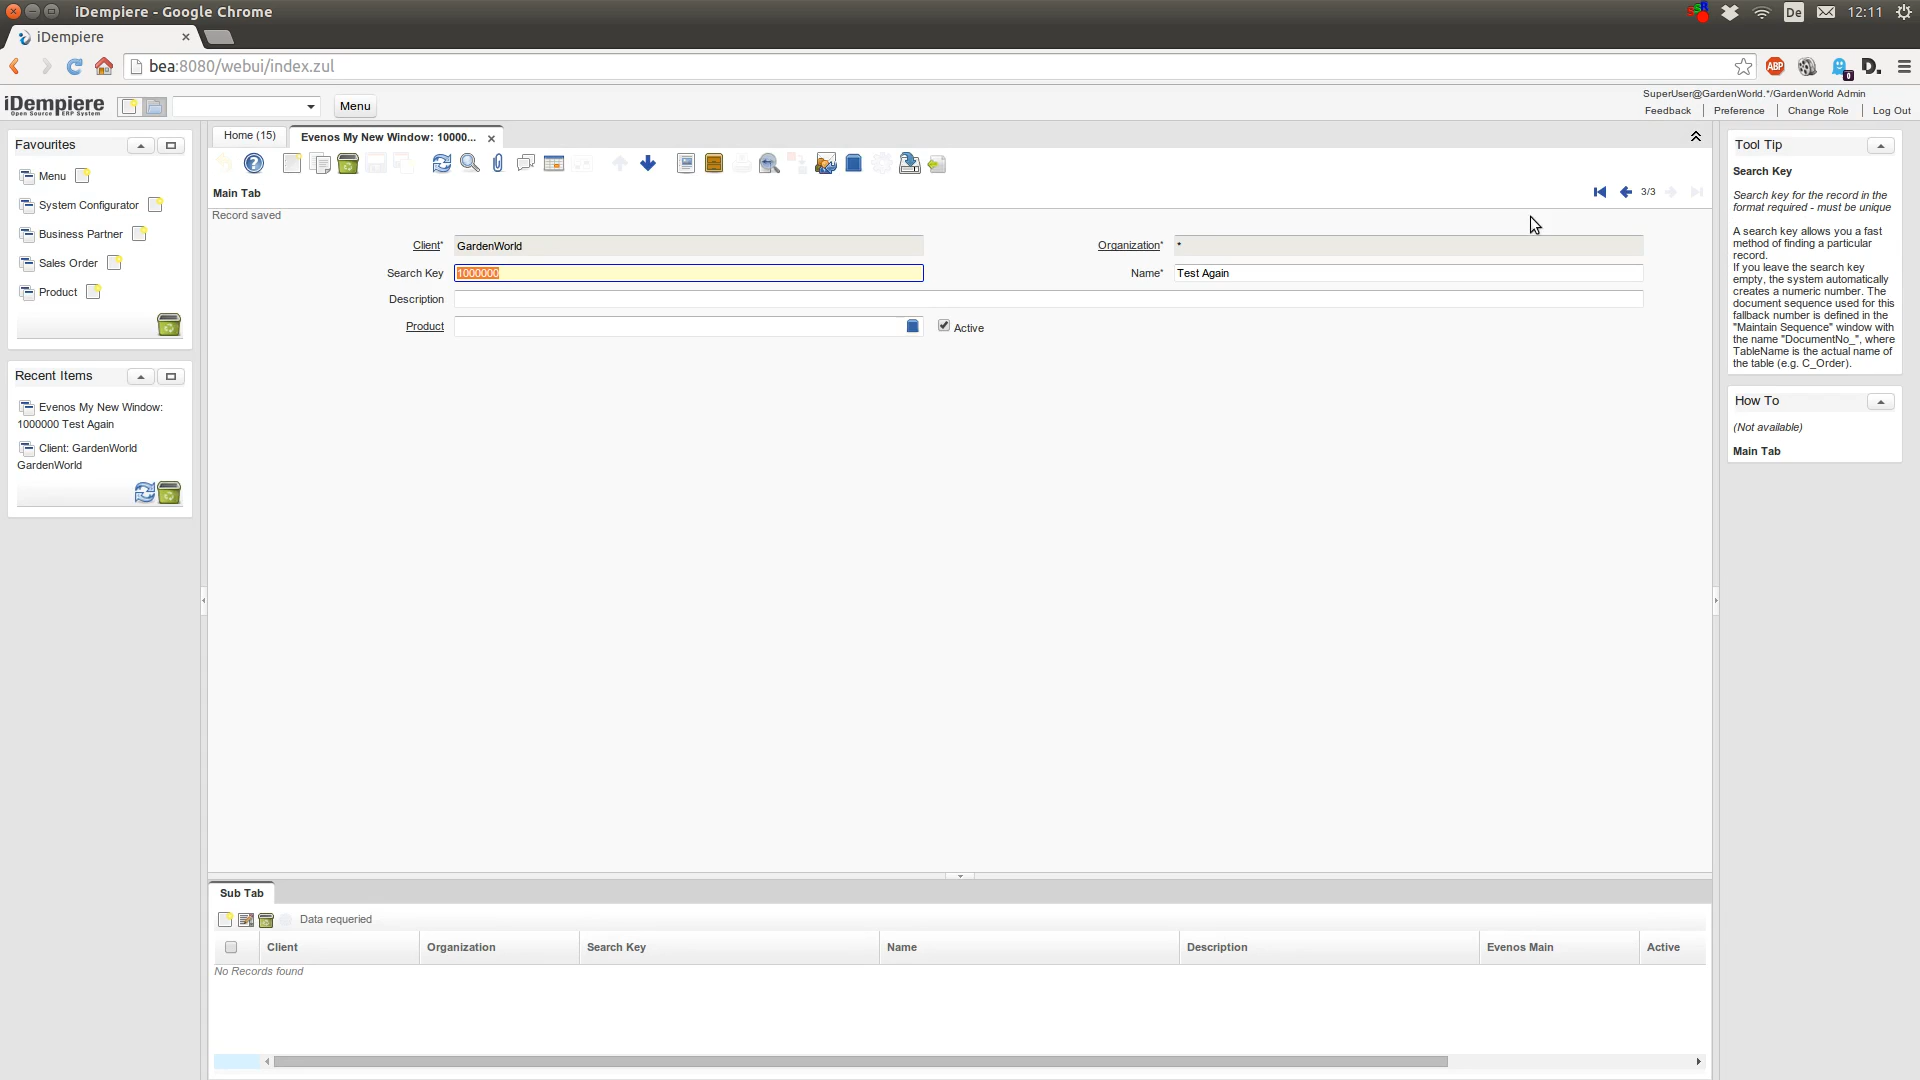 iDempiere - Google Chrome
De
12:11
iDempiere
bea:8080/webui/index.zul
ABP
0
D.
iDempiere
Open Source ERP System
Menu
SuperUser@GardenWorld.*/GardenWorld Admin
Feedback
Preference
Change Role
Log Out
Favourites
Menu
System Configurator
Business Partner
Sales Order
Product
Recent Items
Evenos My New Window:
1000000 Test Again
Client: GardenWorld
GardenWorld
Home (15)
Evenos My New Window: 10000...
Main Tab
3/3
Record saved
Client*
GardenWorld
Organization*
*
Search Key
1000000
Name*
Test Again
Description
Product
Active
Sub Tab
Data requeried
Client
Organization
Search Key
Name
Description
Evenos Main
Active
No Records found
Tool Tip
Search Key
Search key for the record in the
format required - must be unique
A search key allows you a fast
method of finding a particular
record.
If you leave the search key
empty, the system automatically
creates a numeric number. The
document sequence used for this
fallback number is defined in the
"Maintain Sequence" window with
the name "DocumentNo_", where
TableName is the actual name of
the table (e.g. C_Order).
How To
(Not available)
Main Tab